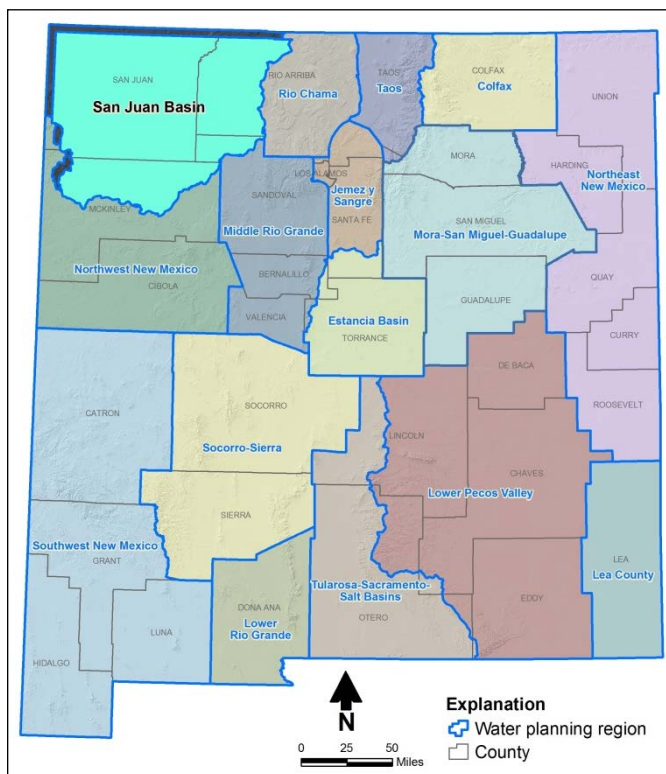 SAN JUAN
San Juan Basin
RIO ARRIBA
Rio Chama
TAOS
Taos
COLFAX
Colfax
UNION
MORA
HARDING
Northeast
New Mexico
LOS ALAMOS
Jemez y
Sangre
SANTA FE
SANDOVAL
Middle Rio Grande
MCKINLEY
SAN MIGUEL
Mora-San Miguel-Guadalupe
Northwest New Mexico
CIBOLA
BERNALILLO
VALENCIA
Estancia Basin
TORRANCE
GUADALUPE
QUAY
CURRY
DE BACA
ROOSEVELT
CATRON
SOCORRO
Socorro-Sierra
LINCOLN
CHAVES
Lower Pecos Valley
SIERRA
Southwest New Mexico
GRANT
LEA
Lea County
Tularosa-Sacramento-
Salt Basins
OTERO
EDDY
DONA ANA
Lower
Rio Grande
LUNA
HIDALGO
N
0 25 50
Miles
Explanation
Water planning region
County